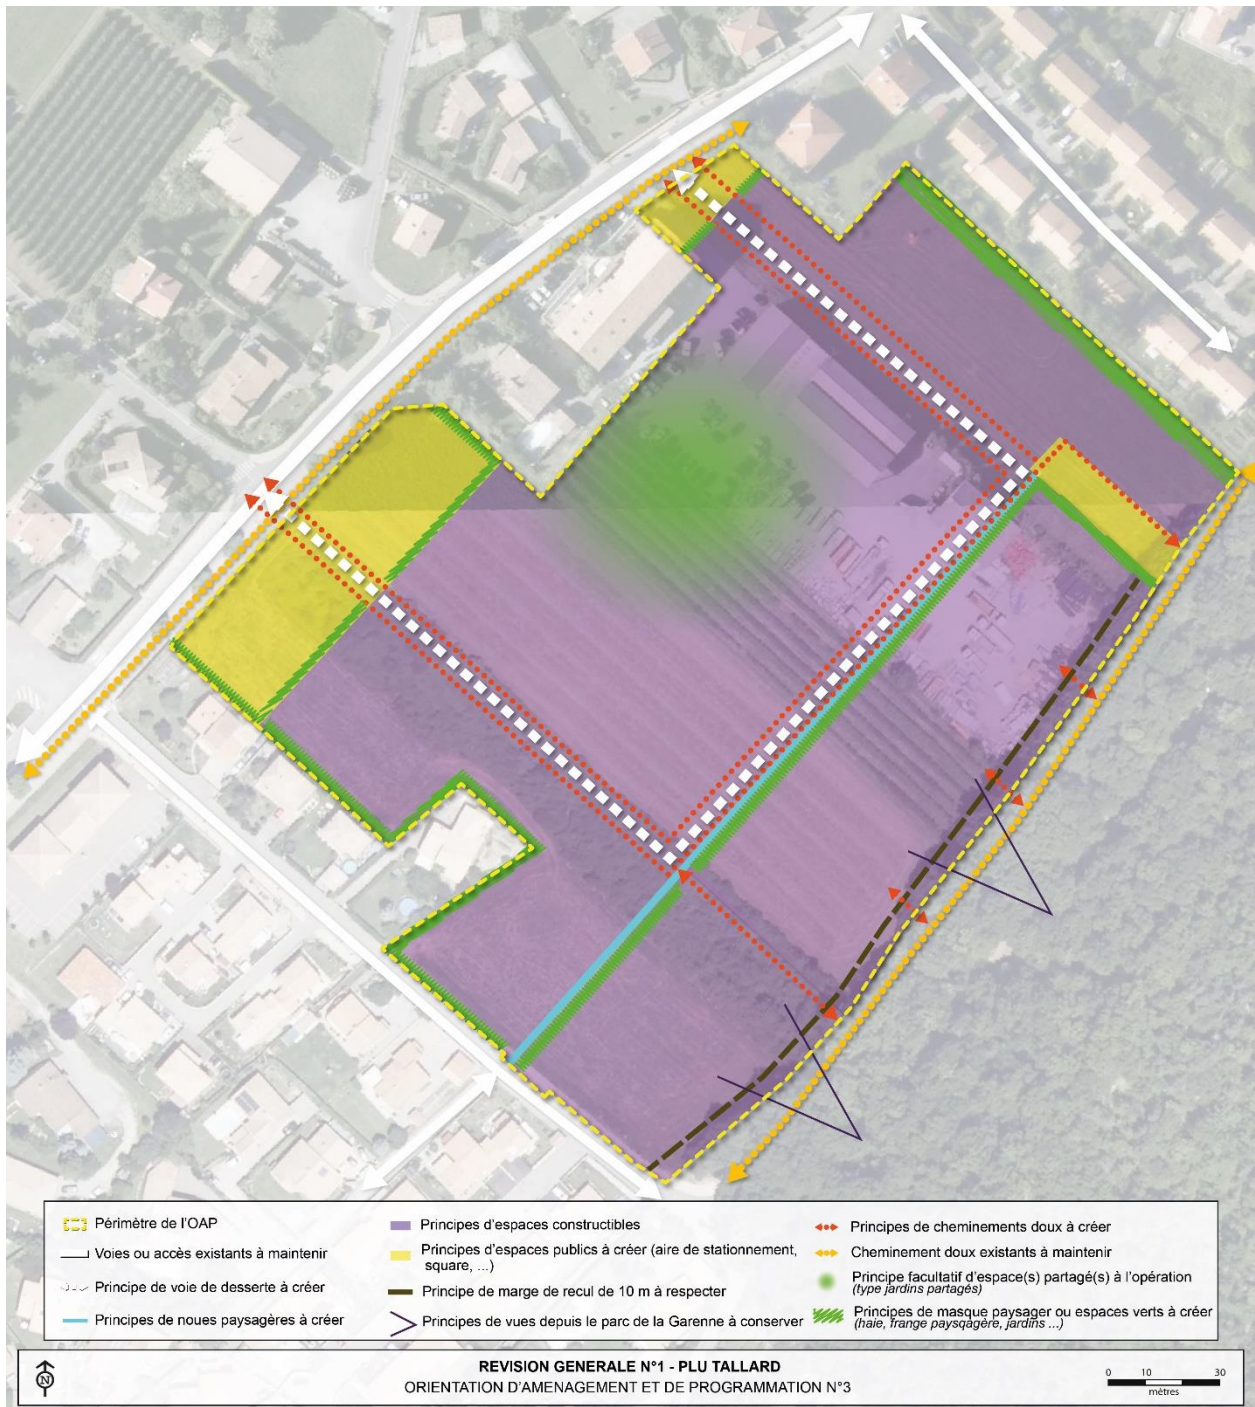 Périmètre de l'OAP
Voies ou accès existants à maintenir
Principe de voie de desserte à créer
Principes de noues paysagères à créer
Principes d'espaces constructibles
Principes d'espaces publics à créer (aire de stationnement,
square, ...)
Principe de marge de recul de 10 m à respecter
Principes de vues depuis le parc de la Garenne à conserver
Principes de cheminements doux à créer
Cheminement doux existants à maintenir
Principe facultatif d'espace(s) partagé(s) à l'opération
(type jardins partagés)
Principes de masque paysager ou espaces verts à créer
(haie, frange paysqagère, jardins ...)
N
REVISION GENERALE N°1 - PLU TALLARD
ORIENTATION D'AMENAGEMENT ET DE PROGRAMMATION N°3
0 10 30
mètres